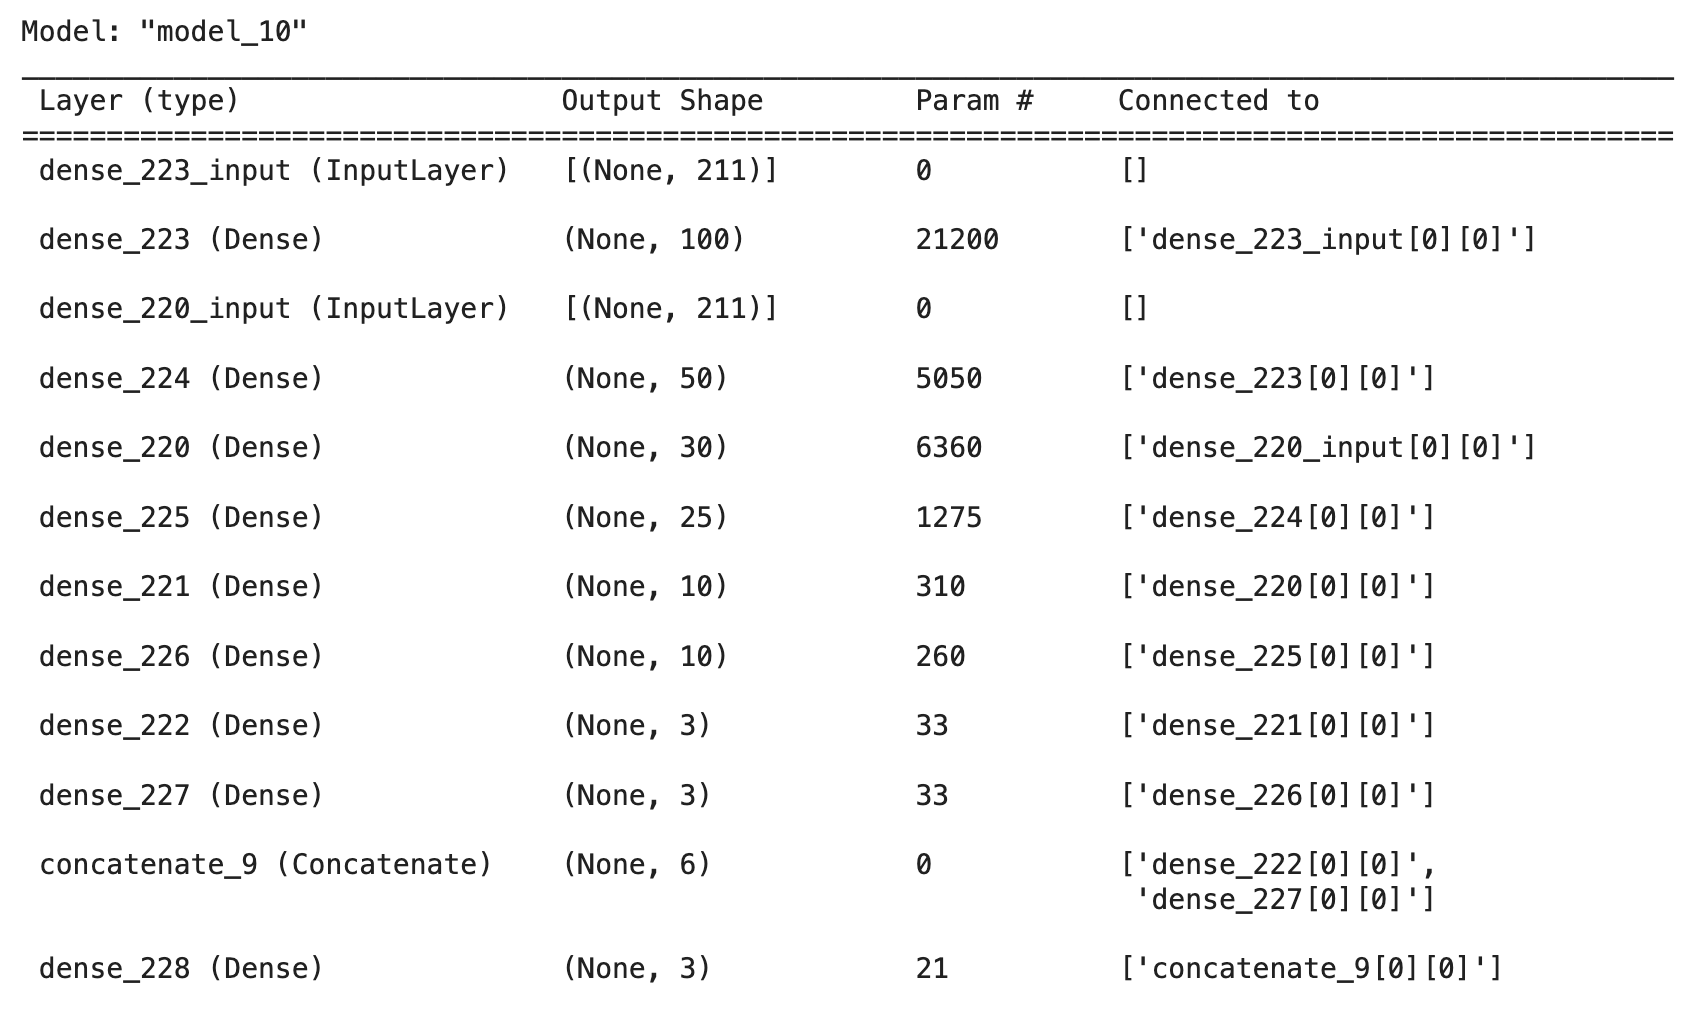 Model: "model_10"
Layer (type) Output Shape Param # Connected to
dense_223_input (InputLayer) [(None, 211)] 0 []
dense_223 (Dense) (None, 100) 21200 ['dense_223_input[0][0]']
dense_220_input (InputLayer) [(None, 211)] 0 []
dense_224 (Dense) (None, 50) 5050 ['dense_223[0][0]']
dense_220 (Dense) (None, 30) 6360 ['dense_220_input[0][0]']
dense_225 (Dense) (None, 25) 1275 ['dense_224[0][0]']
dense_221 (Dense) (None, 10) 310 ['dense_220[0][0]']
dense_226 (Dense) (None, 10) 260 ['dense_225[0][0]']
dense_222 (Dense) (None, 3) 33 ['dense_221[0][0]']
dense_227 (Dense) (None, 3) 33 ['dense_226[0][0]']
concatenate_9 (Concatenate) (None, 6) 0 ['dense_222[0][0]',
'dense_227[0][0]']
dense_228 (Dense) (None, 3) 21 ['concatenate_9[0][0]']